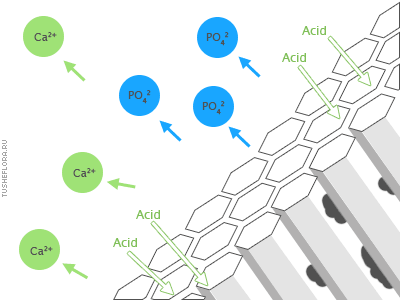 Ca²⁺
PO₄²
Acid
Acid
PO₄²
PO₄²
Ca²⁺
Acid
Acid
Ca²⁺
TUSHEFLORA.RU